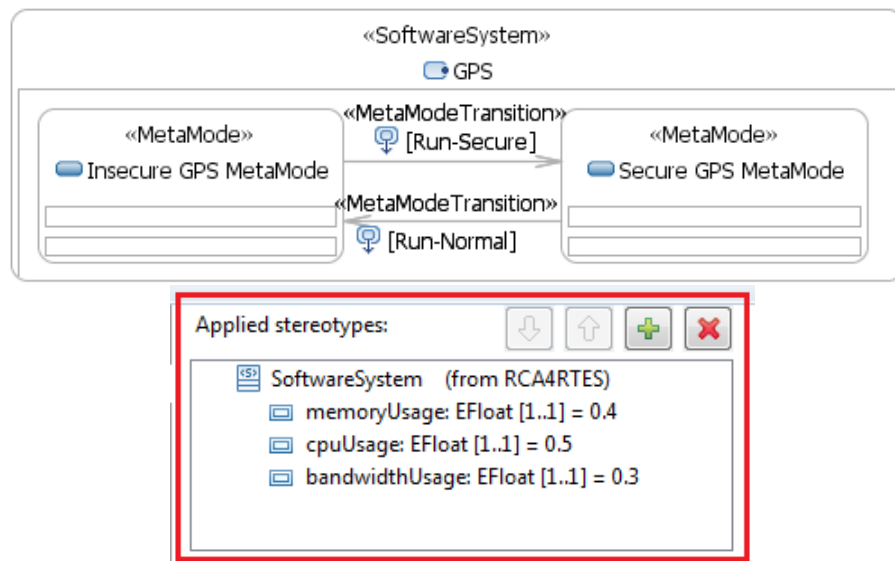 «SoftwareSystem»
GPS
«MetaMode»
Insecure GPS MetaMode
«MetaModeTransition»
[Run-Secure]
«MetaMode»
Secure GPS MetaMode
«MetaModeTransition»
[Run-Normal]
Applied stereotypes:
SoftwareSystem (from RCA4RTES)
memoryUsage: EFloat [1..1] = 0.4
cpuUsage: EFloat [1..1] = 0.5
bandwidthUsage: EFloat [1..1] = 0.3